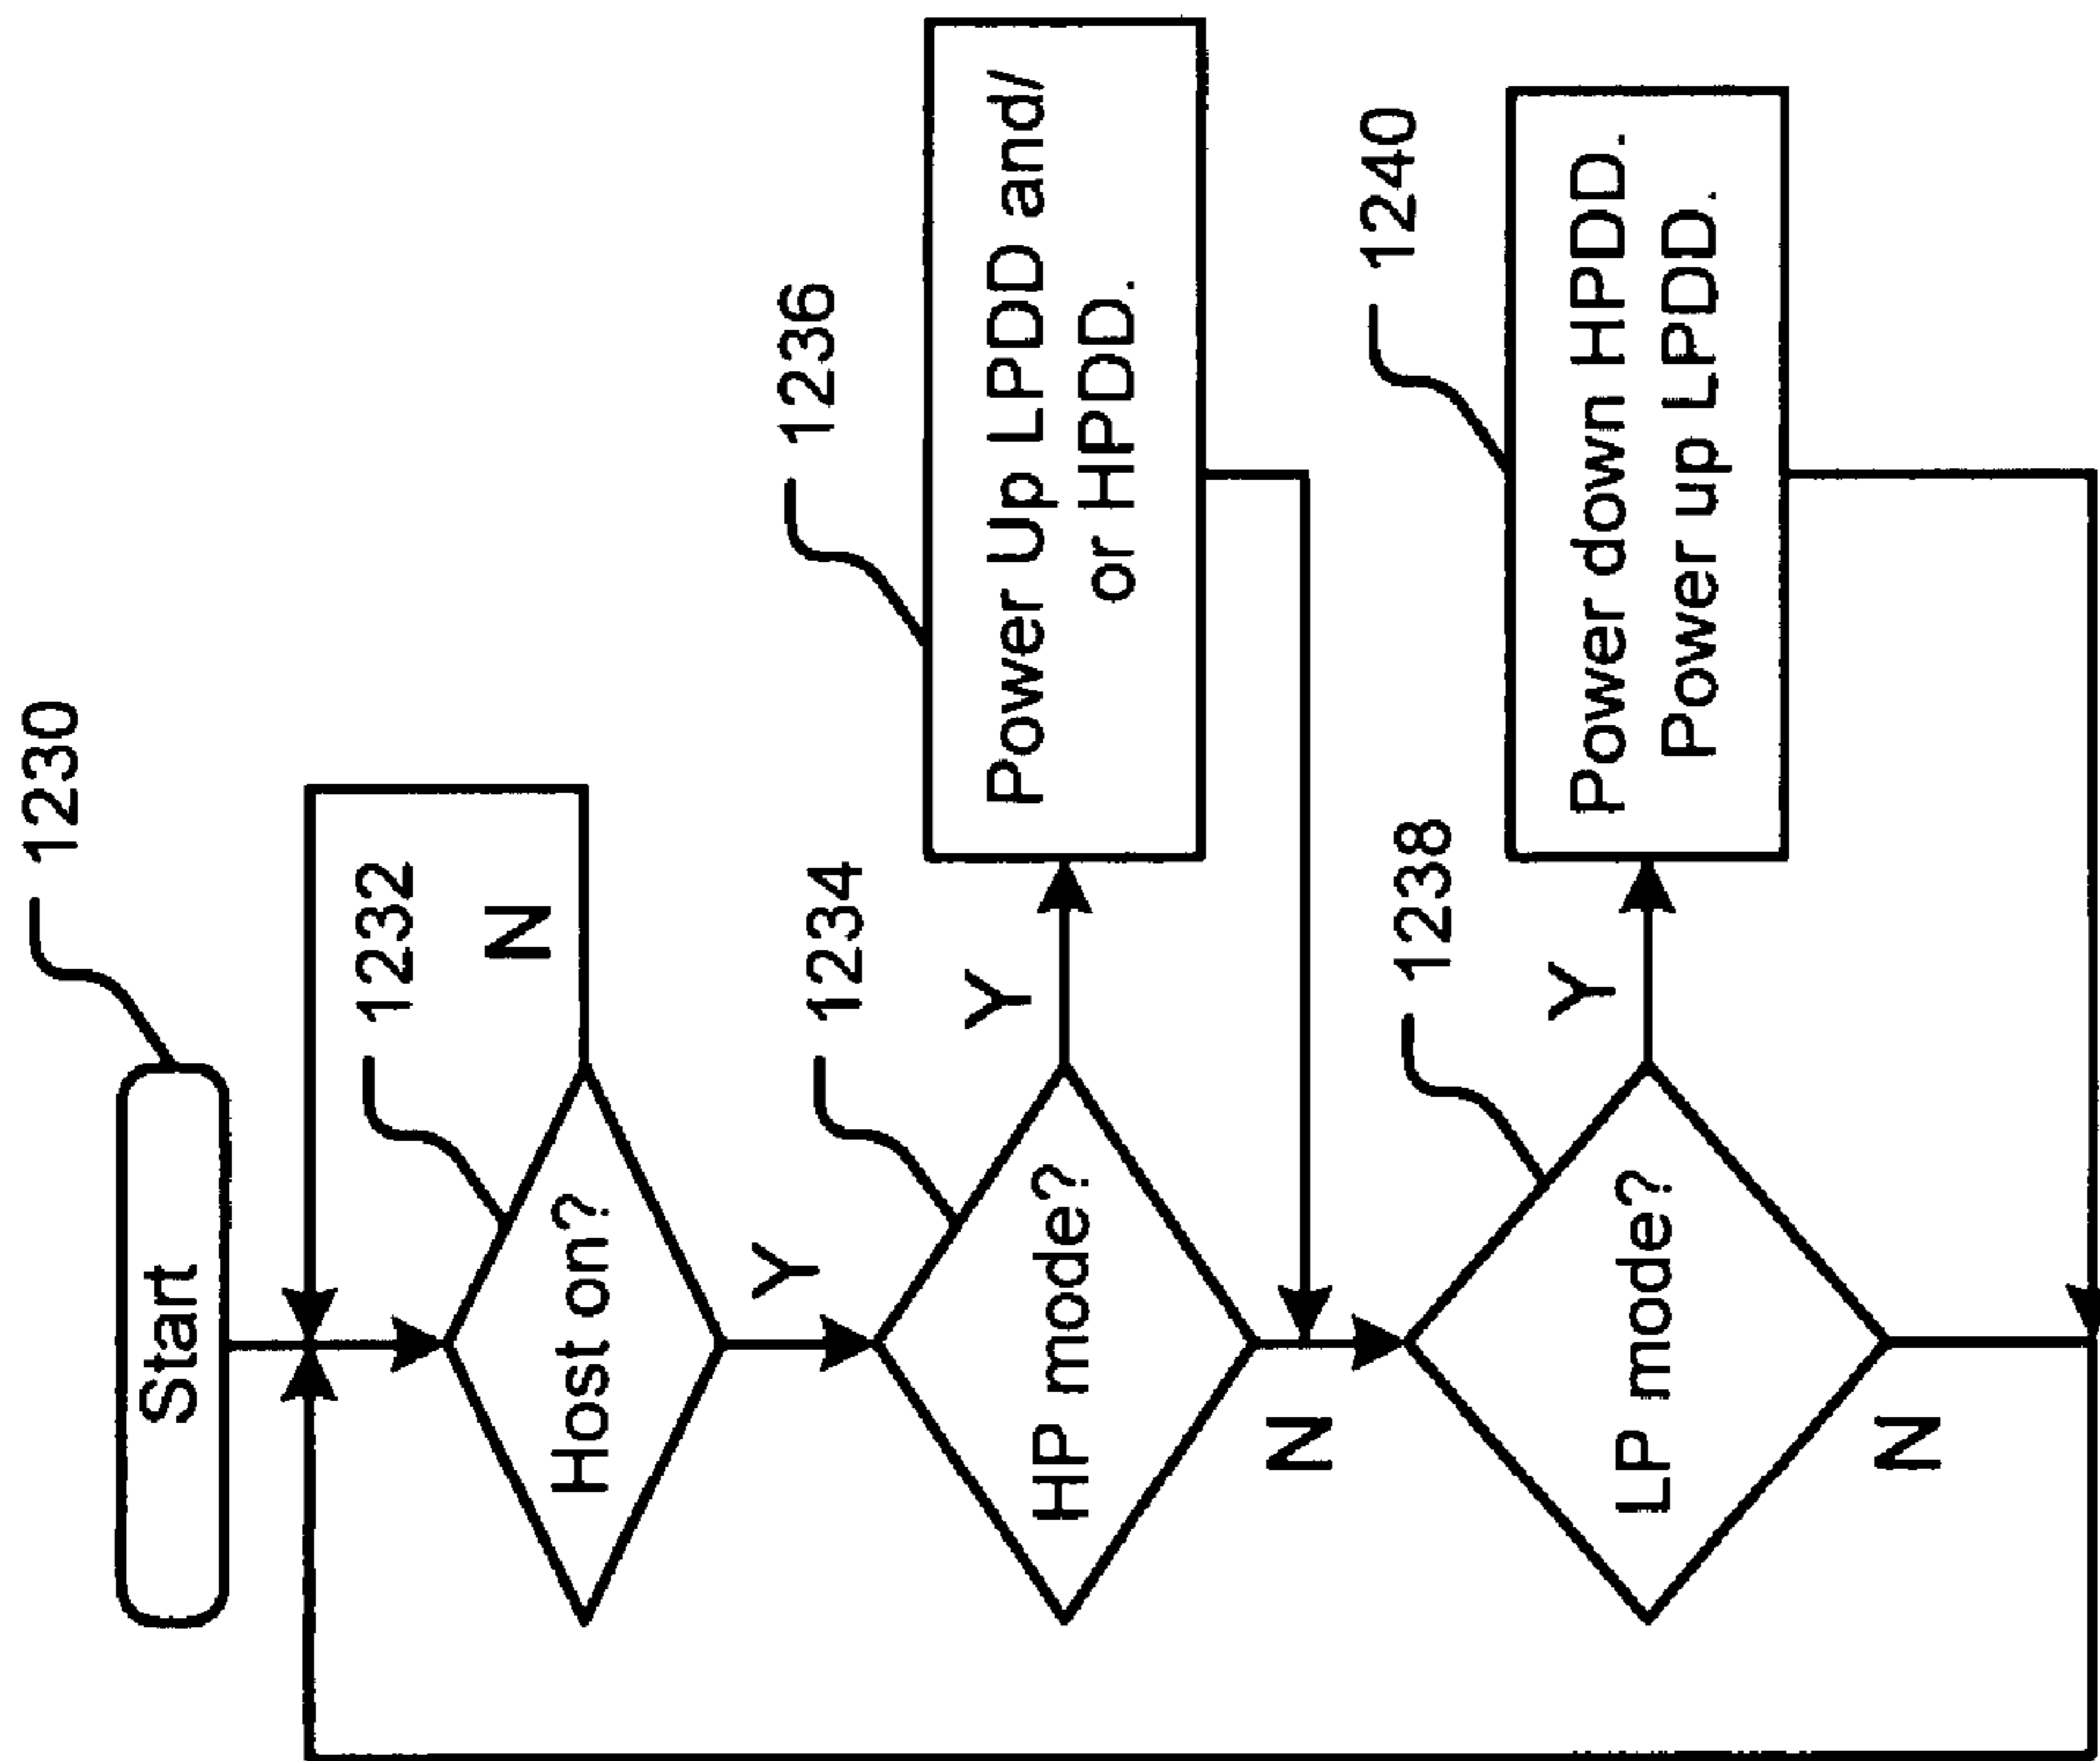 1230
Start
1232
Host on?
N
Y
1234
HP mode?
Y
1236
Power Up LPDD and/
or HPDD.
N
1238
LP mode?
Y
1240
Power down HPDD.
Power up LPDD.
N